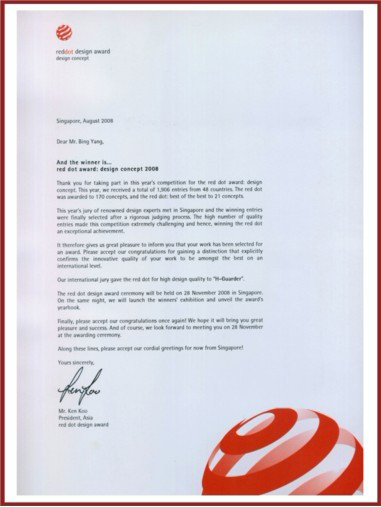 reddot design award
design concept
Singapore, August 2008
Dear Mr. Bing Yang,
And the winner is...
red dot award: design concept 2008
Thank you for taking part in this year's competition for the red dot award: design
concept. This year, we received a total of 1,906 entries from 48 countries. The red dot
was awarded to 170 concepts, and the red dot: best of the best to 21 concepts.
This year's jury of renowned design experts met in Singapore and the winning entries
were finally selected after a rigorous judging process. The high number of quality
entries made this competition extremely challenging and hence, winning the red dot
an exceptional achievement.
It therefore gives us great pleasure to inform you that your work has been selected for
an award. Please accept our congratulations for gaining a distinction that explicitly
confirms the innovative quality of your work to be amongst the best on an
international level.
Our international jury gave the red dot for high design quality to "H-Guarder".
The red dot design award ceremony will be held on 28 November 2008 in Singapore.
On the same night, we will launch the winners' exhibition and unveil the award's
yearbook.
Finally, please accept our congratulations once again! We hope it will bring you great
pleasure and success. And of course, we look forward to meeting you on 28 November
at the awarding ceremony.
Along these lines, please accept our cordial greetings for now from Singapore!
Yours sincerely,
Mr. Ken Koo
President, Asia
red dot design award